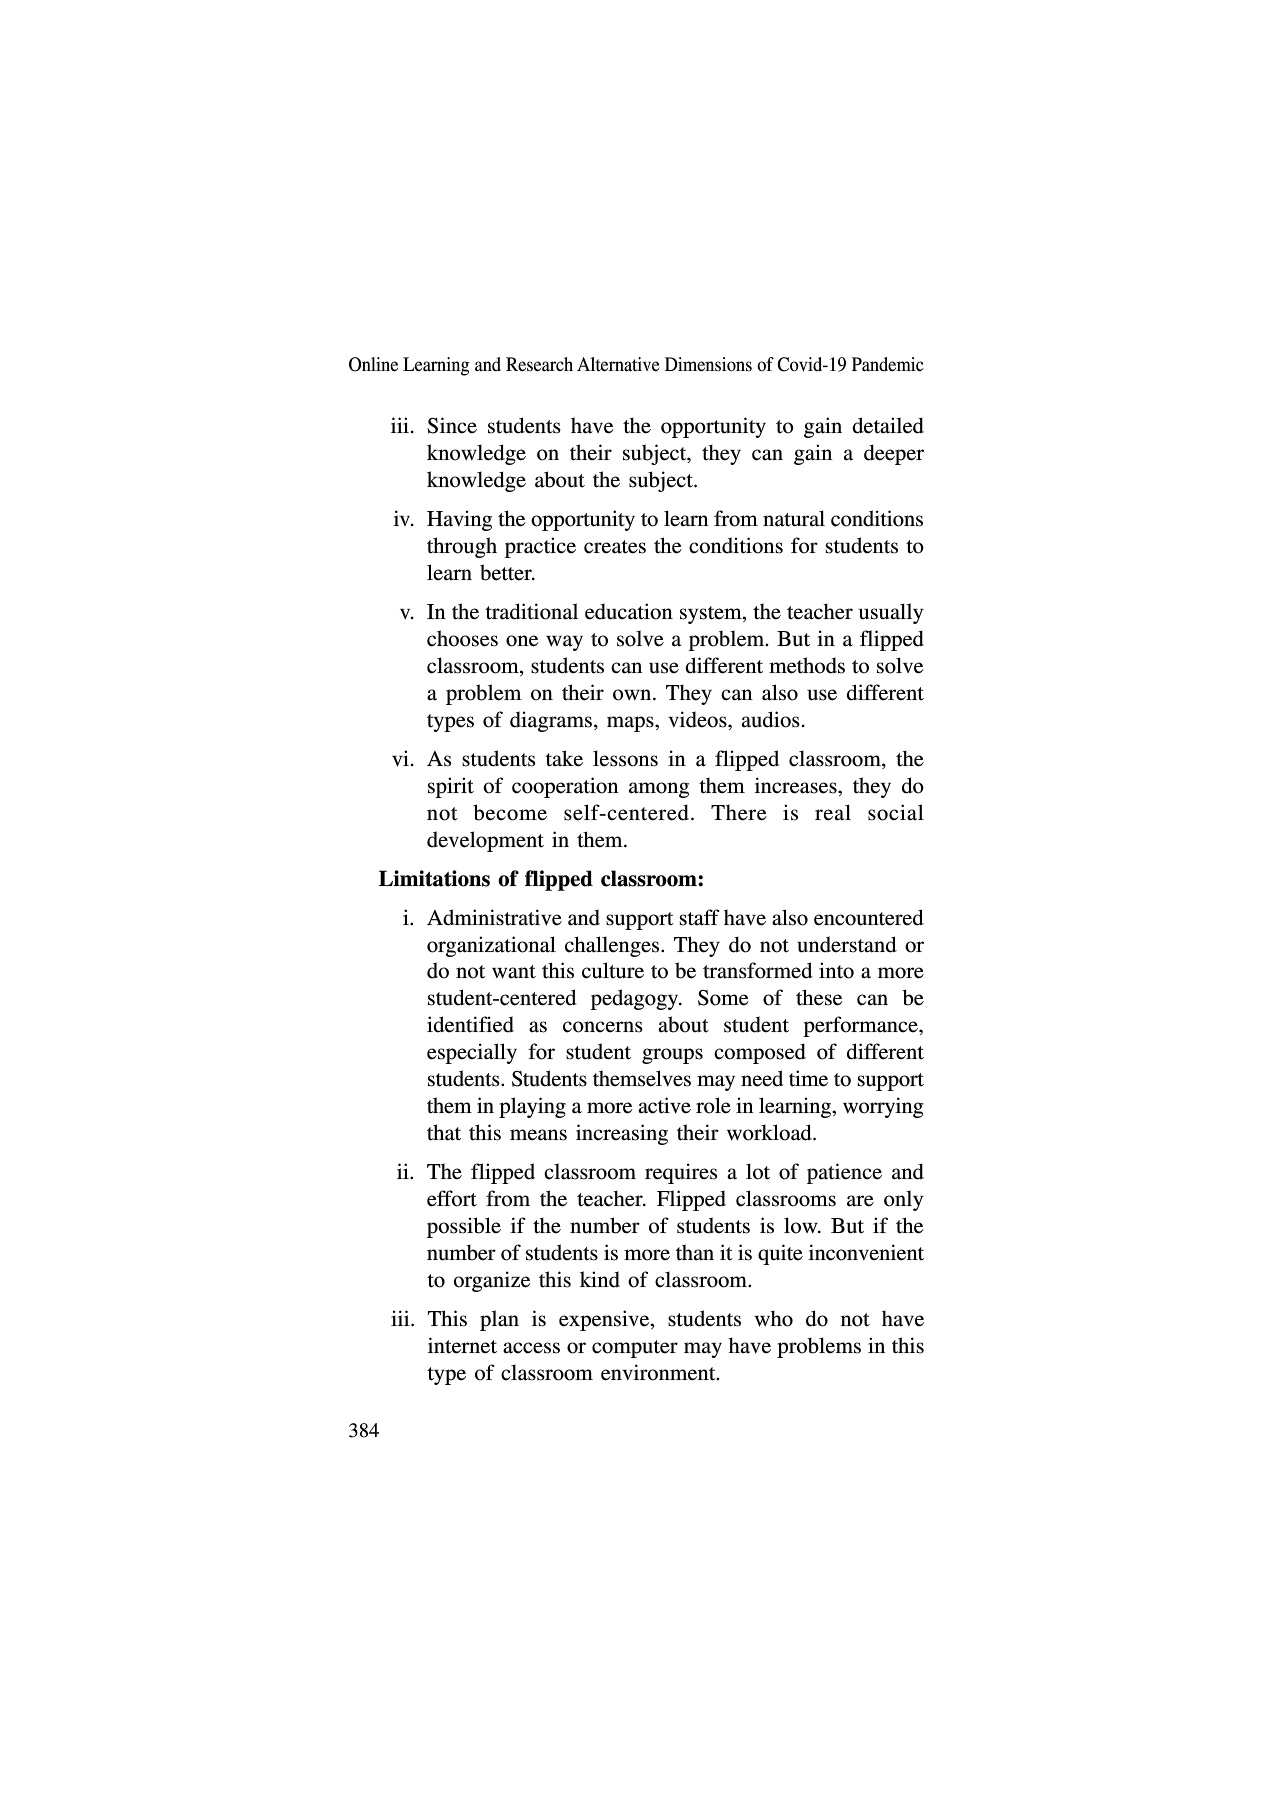 Online Learning and Research Alternative Dimensions of Covid-19 Pandemic
iii. Since students have the opportunity to gain detailed
knowledge on their subject, they can gain a deeper
knowledge about the subject.
iv. Having the opportunity to learn from natural conditions
through practice creates the conditions for students to
learn better.
v. In the traditional education system, the teacher usually
chooses one way to solve a problem. But in a flipped
classroom, students can use different methods to solve
a problem on their own. They can also use different
types of diagrams, maps, videos, audios.
vi. As students take lessons in a flipped classroom, the
spirit of cooperation among them increases, they do
not become self-centered. There is real social
development in them.
Limitations of flipped classroom:
i. Administrative and support staff have also encountered
organizational challenges. They do not understand or
do not want this culture to be transformed into a more
student-centered pedagogy. Some of these can be
identified as concerns about student performance,
especially for student groups composed of different
students. Students themselves may need time to support
them in playing a more active role in learning, worrying
that this means increasing their workload.
ii. The flipped classroom requires a lot of patience and
effort from the teacher. Flipped classrooms are only
possible if the number of students is low. But if the
number of students is more than it is quite inconvenient
to organize this kind of classroom.
iii. This plan is expensive, students who do not have
internet access or computer may have problems in this
type of classroom environment.
384